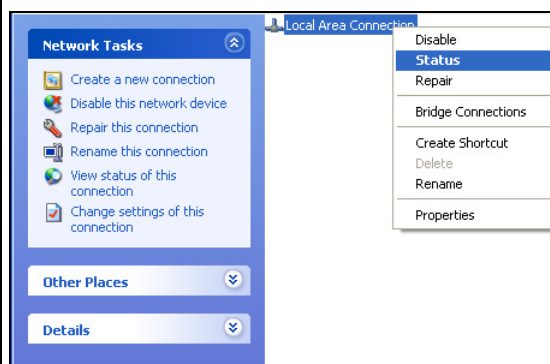 Network Tasks
Create a new connection
Disable this network device
Repair this connection
Rename this connection
View status of this
connection
Change settings of this
connection
Other Places
Details
Local Area Connection
Disable
Status
Repair
Bridge Connections
Create Shortcut
Delete
Rename
Properties